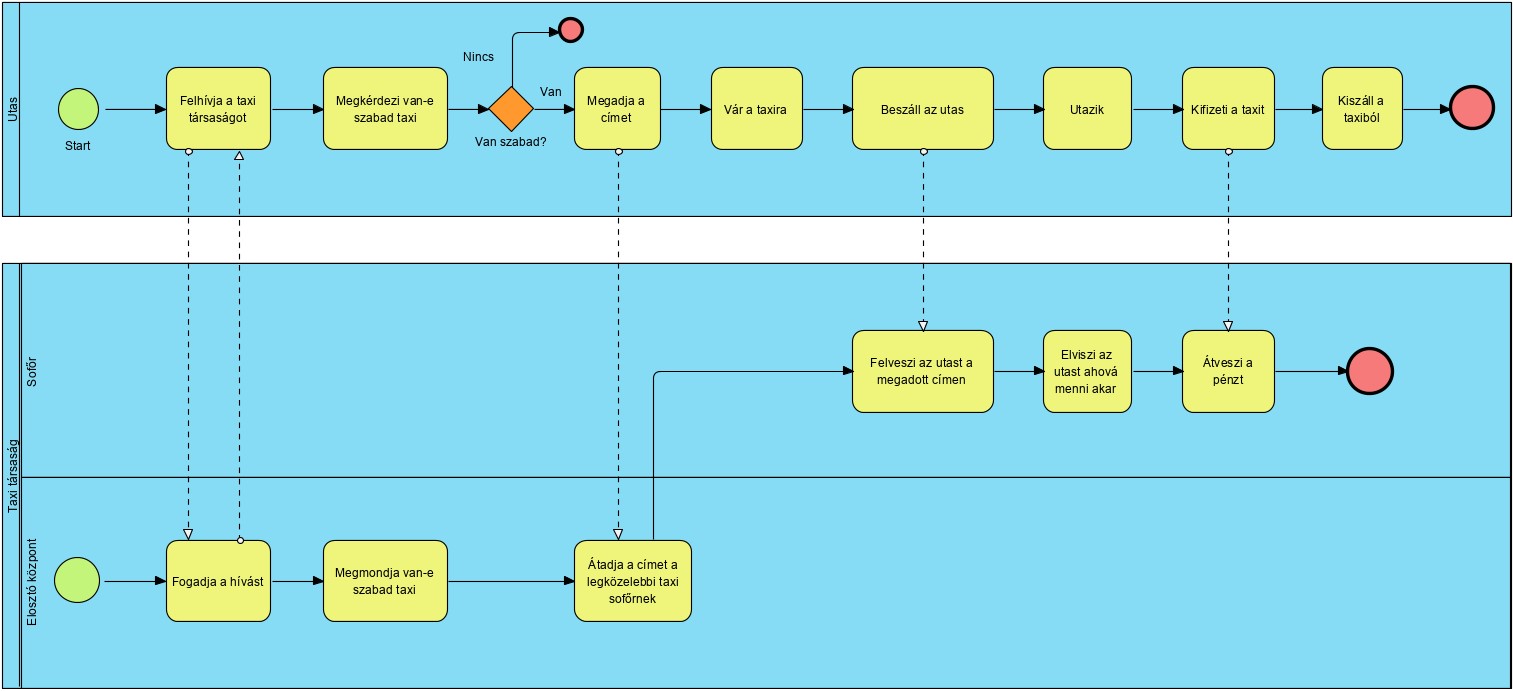 Utas
Start
Felhívja a taxi
társaságot
Megkérdezi van-e
szabad taxi
Nincs
Van
Van szabad?
Megadja a
címet
Vár a taxira
Beszáll az utas
Utazik
Kifizeti a taxit
Kiszáll a
taxiból
Taxi társaság
Sofőr
Felveszi az utast a
megadott címen
Elviszi az
utast ahová
menni akar
Átveszi a
pénzt
Elosztó központ
Fogadja a hívást
Megmondja van-e
szabad taxi
Átadja a címet a
legközelebbi taxi
sofőrnek